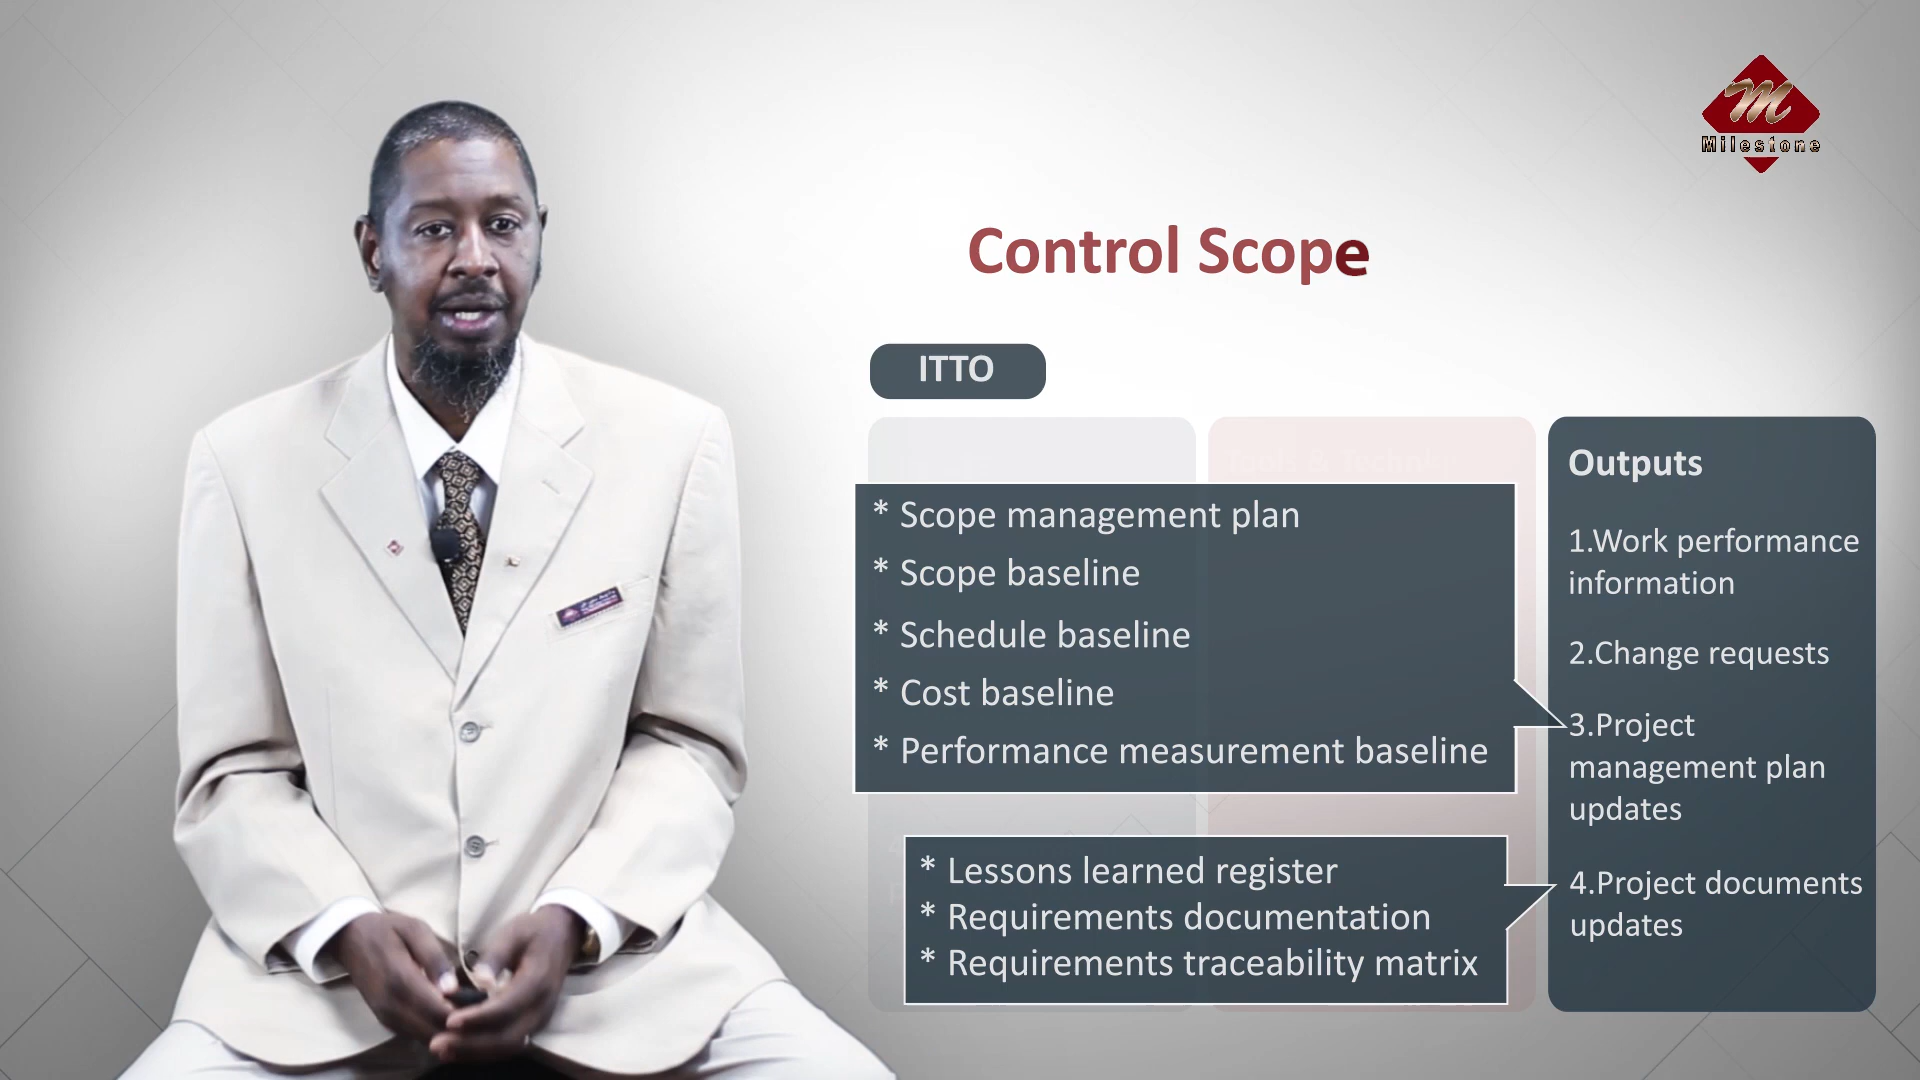 Milestone
Control Scope
ITTO
Outputs
* Scope management plan
* Scope baseline
* Schedule baseline
* Cost baseline
* Performance measurement baseline
* Lessons learned register
* Requirements documentation
* Requirements traceability matrix
1.Work performance
information
2.Change requests
3.Project
management plan
updates
4.Project documents
updates